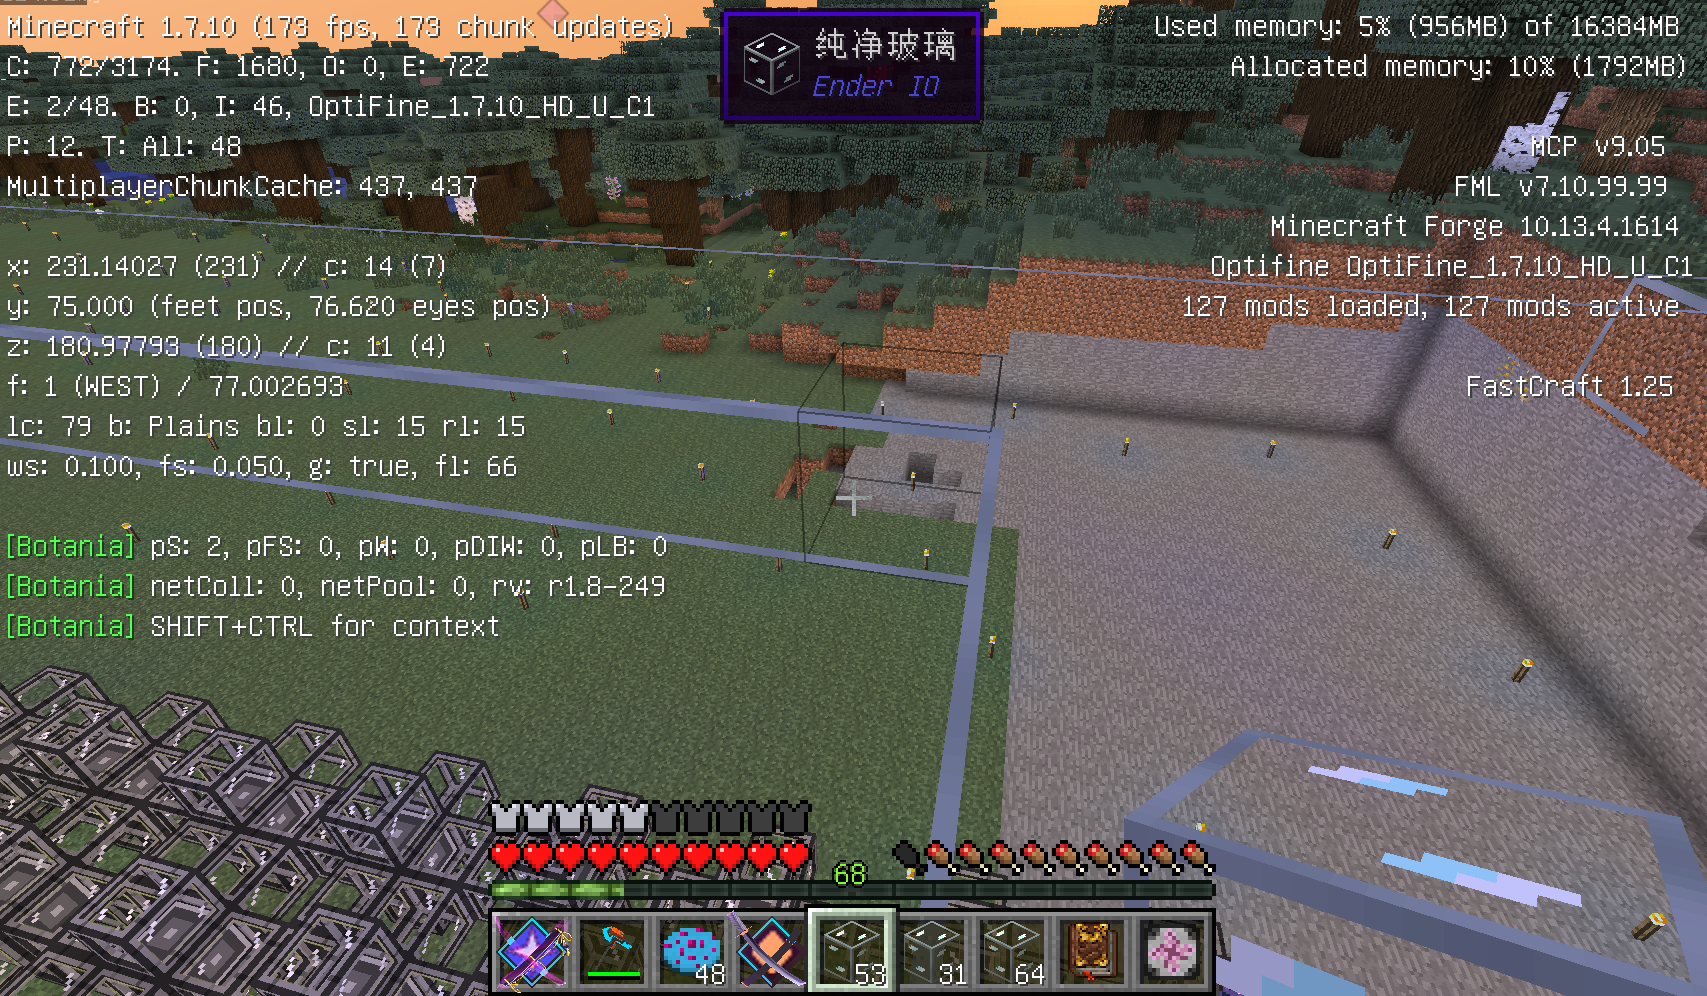 Minecraft 1.7.10 (173 fps, 173 chunk updates)
C: 772/3174. F: 1680, O: 0, E: 722
E: 2/48. B: 0, I: 46, OptiFine_1.7.10_HD_U_C1
P: 12. T: All: 48
MultiplayerChunkCache: 437, 437
x: 231.14027 (231) // c: 14 (7)
y: 75.000 (feet pos, 76.620 eyes pos)
z: 180.97793 (180) // c: 11 (4)
f: 1 (WEST) / 77.002693
lc: 79 b: Plains bl: 0 sl: 15 rl: 15
ws: 0.100, fs: 0.050, g: true, fl: 66
[Botania] pS: 2, pFS: 0, pW: 0, pDIW: 0, pLB: 0
[Botania] netColl: 0, netPool: 0, rv: r1.8-249
[Botania] SHIFT+CTRL for context
纯净玻璃
Ender IO
Used memory: 5% (956MB) of 16384MB
Allocated memory: 10% (1792MB)
MCP v9.05
FML v7.10.99.99
Minecraft Forge 10.13.4.1614
Optifine OptiFine_1.7.10_HD_U_C1
127 mods loaded, 127 mods active
FastCraft 1.25
68
48
53
31
64